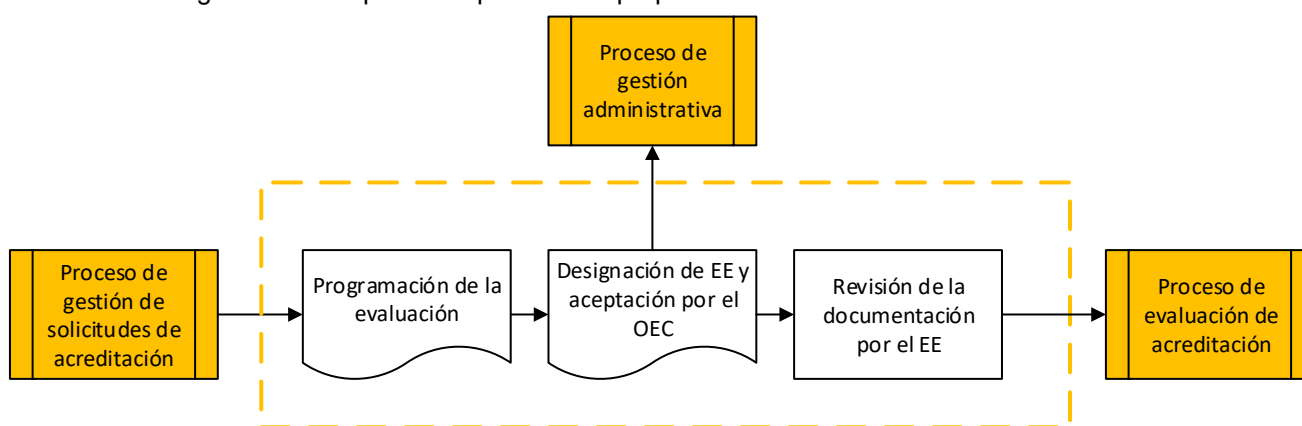 Proceso de
gestión
administrativa
Proceso de
gestión de
solicitudes de
acreditación
Programación de la
evaluación
Designación de EE y
aceptación por el
OEC
Revisión de la
documentación
por el EE
Proceso de
evaluación de
acreditación